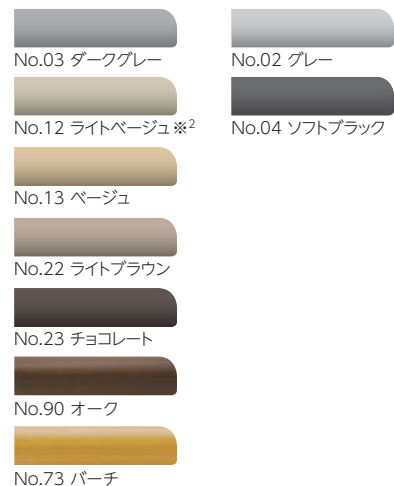 No.03 ダークグレー
No.02 グレー
No.12 ライトベージュ※2
No.04 ソフトブラック
No.13 ベージュ
No.22 ライトブラウン
No.23 チョコレート
No.90 オーク
No.73 バーチ